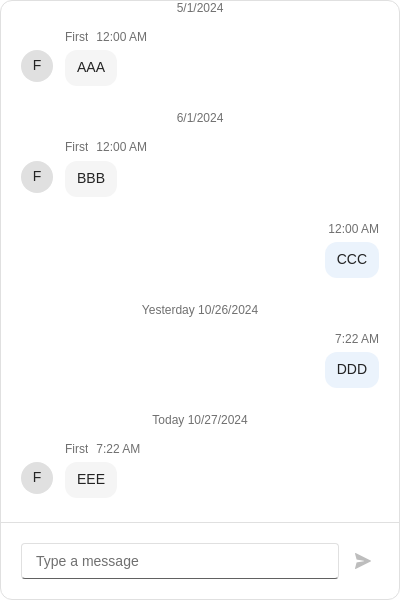 5/1/2024
First 12:00 AM
F
AAA
6/1/2024
First 12:00 AM
F
BBB
12:00 AM
CCC
Yesterday 10/26/2024
7:22 AM
DDD
Today 10/27/2024
First 7:22 AM
F
EEE
Type a message